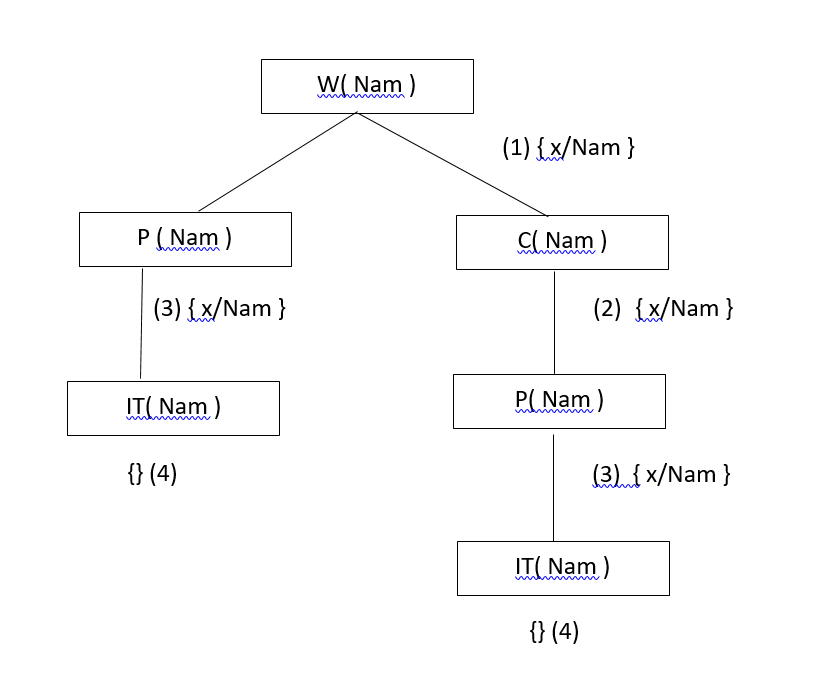 W( Nam )
(1) { x/Nam }
P ( Nam )
C( Nam )
(3) { x/Nam }
(2) { x/Nam }
IT( Nam )
P( Nam )
{} (4)
(3) { x/Nam }
IT( Nam )
{} (4)